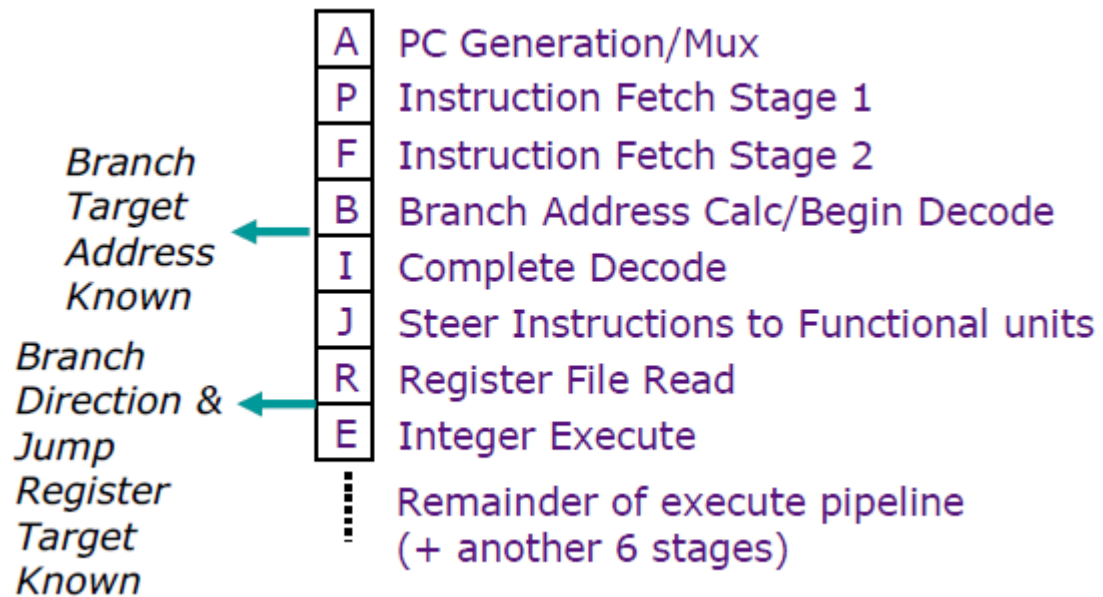 A PC Generation/Mux
P Instruction Fetch Stage 1
F Instruction Fetch Stage 2
B Branch Address Calc/Begin Decode
I Complete Decode
J Steer Instructions to Functional units
R Register File Read
E Integer Execute
Remainder of execute pipeline
(+ another 6 stages)
Branch
Target
Address
Known
Branch
Direction &
Jump
Register
Target
Known